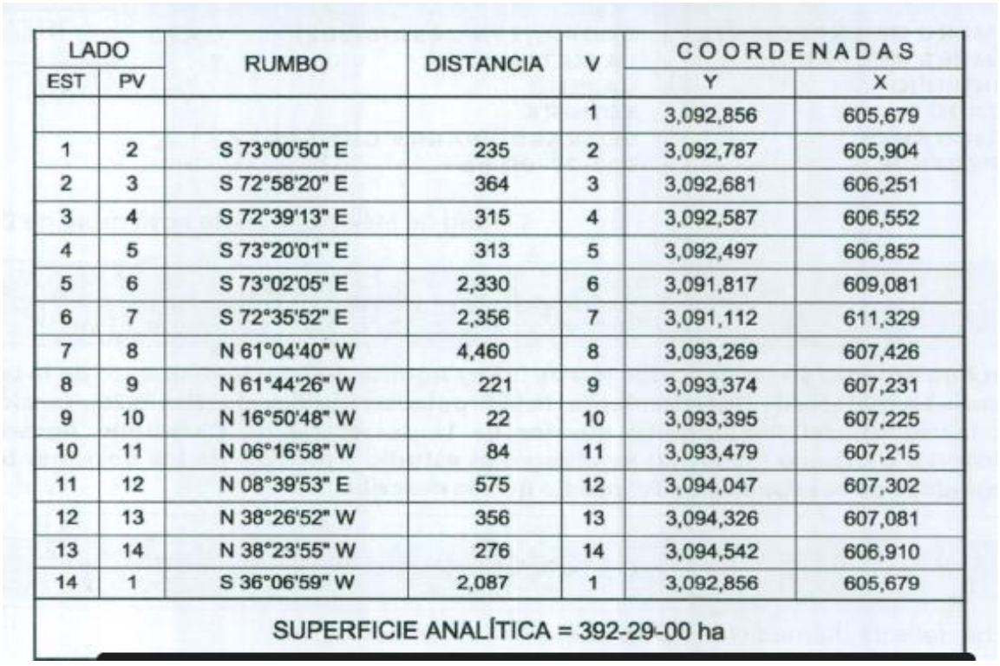 LADO RUMBO DISTANCIA V COORDENADAS
EST PV Y X
1 3,092,856 605,679
1 2 S 73°00'50" E 235 2 3,092,787 605,904
2 3 S 72°58'20" E 364 3 3,092,681 606,251
3 4 S 72°39'13" E 315 4 3,092,587 606,552
4 5 S 73°20'01" E 313 5 3,092,497 606,852
5 6 S 73°02'05" E 2,330 6 3,091,817 609,081
6 7 S 72°35'52" E 2,356 7 3,091,112 611,329
7 8 N 61°04'40" W 4,460 8 3,093,269 607,426
8 9 N 61°44'26" W 221 9 3,093,374 607,231
9 10 N 16°50'48" W 22 10 3,093,395 607,225
10 11 N 06°16'58" W 84 11 3,093,479 607,215
11 12 N 08°39'53" E 575 12 3,094,047 607,302
12 13 N 38°26'52" W 356 13 3,094,326 607,081
13 14 N 38°23'55" W 276 14 3,094,542 606,910
14 1 S 36°06'59" W 2,087 1 3,092,856 605,679
SUPERFICIE ANALÍTICA = 392-29-00 ha